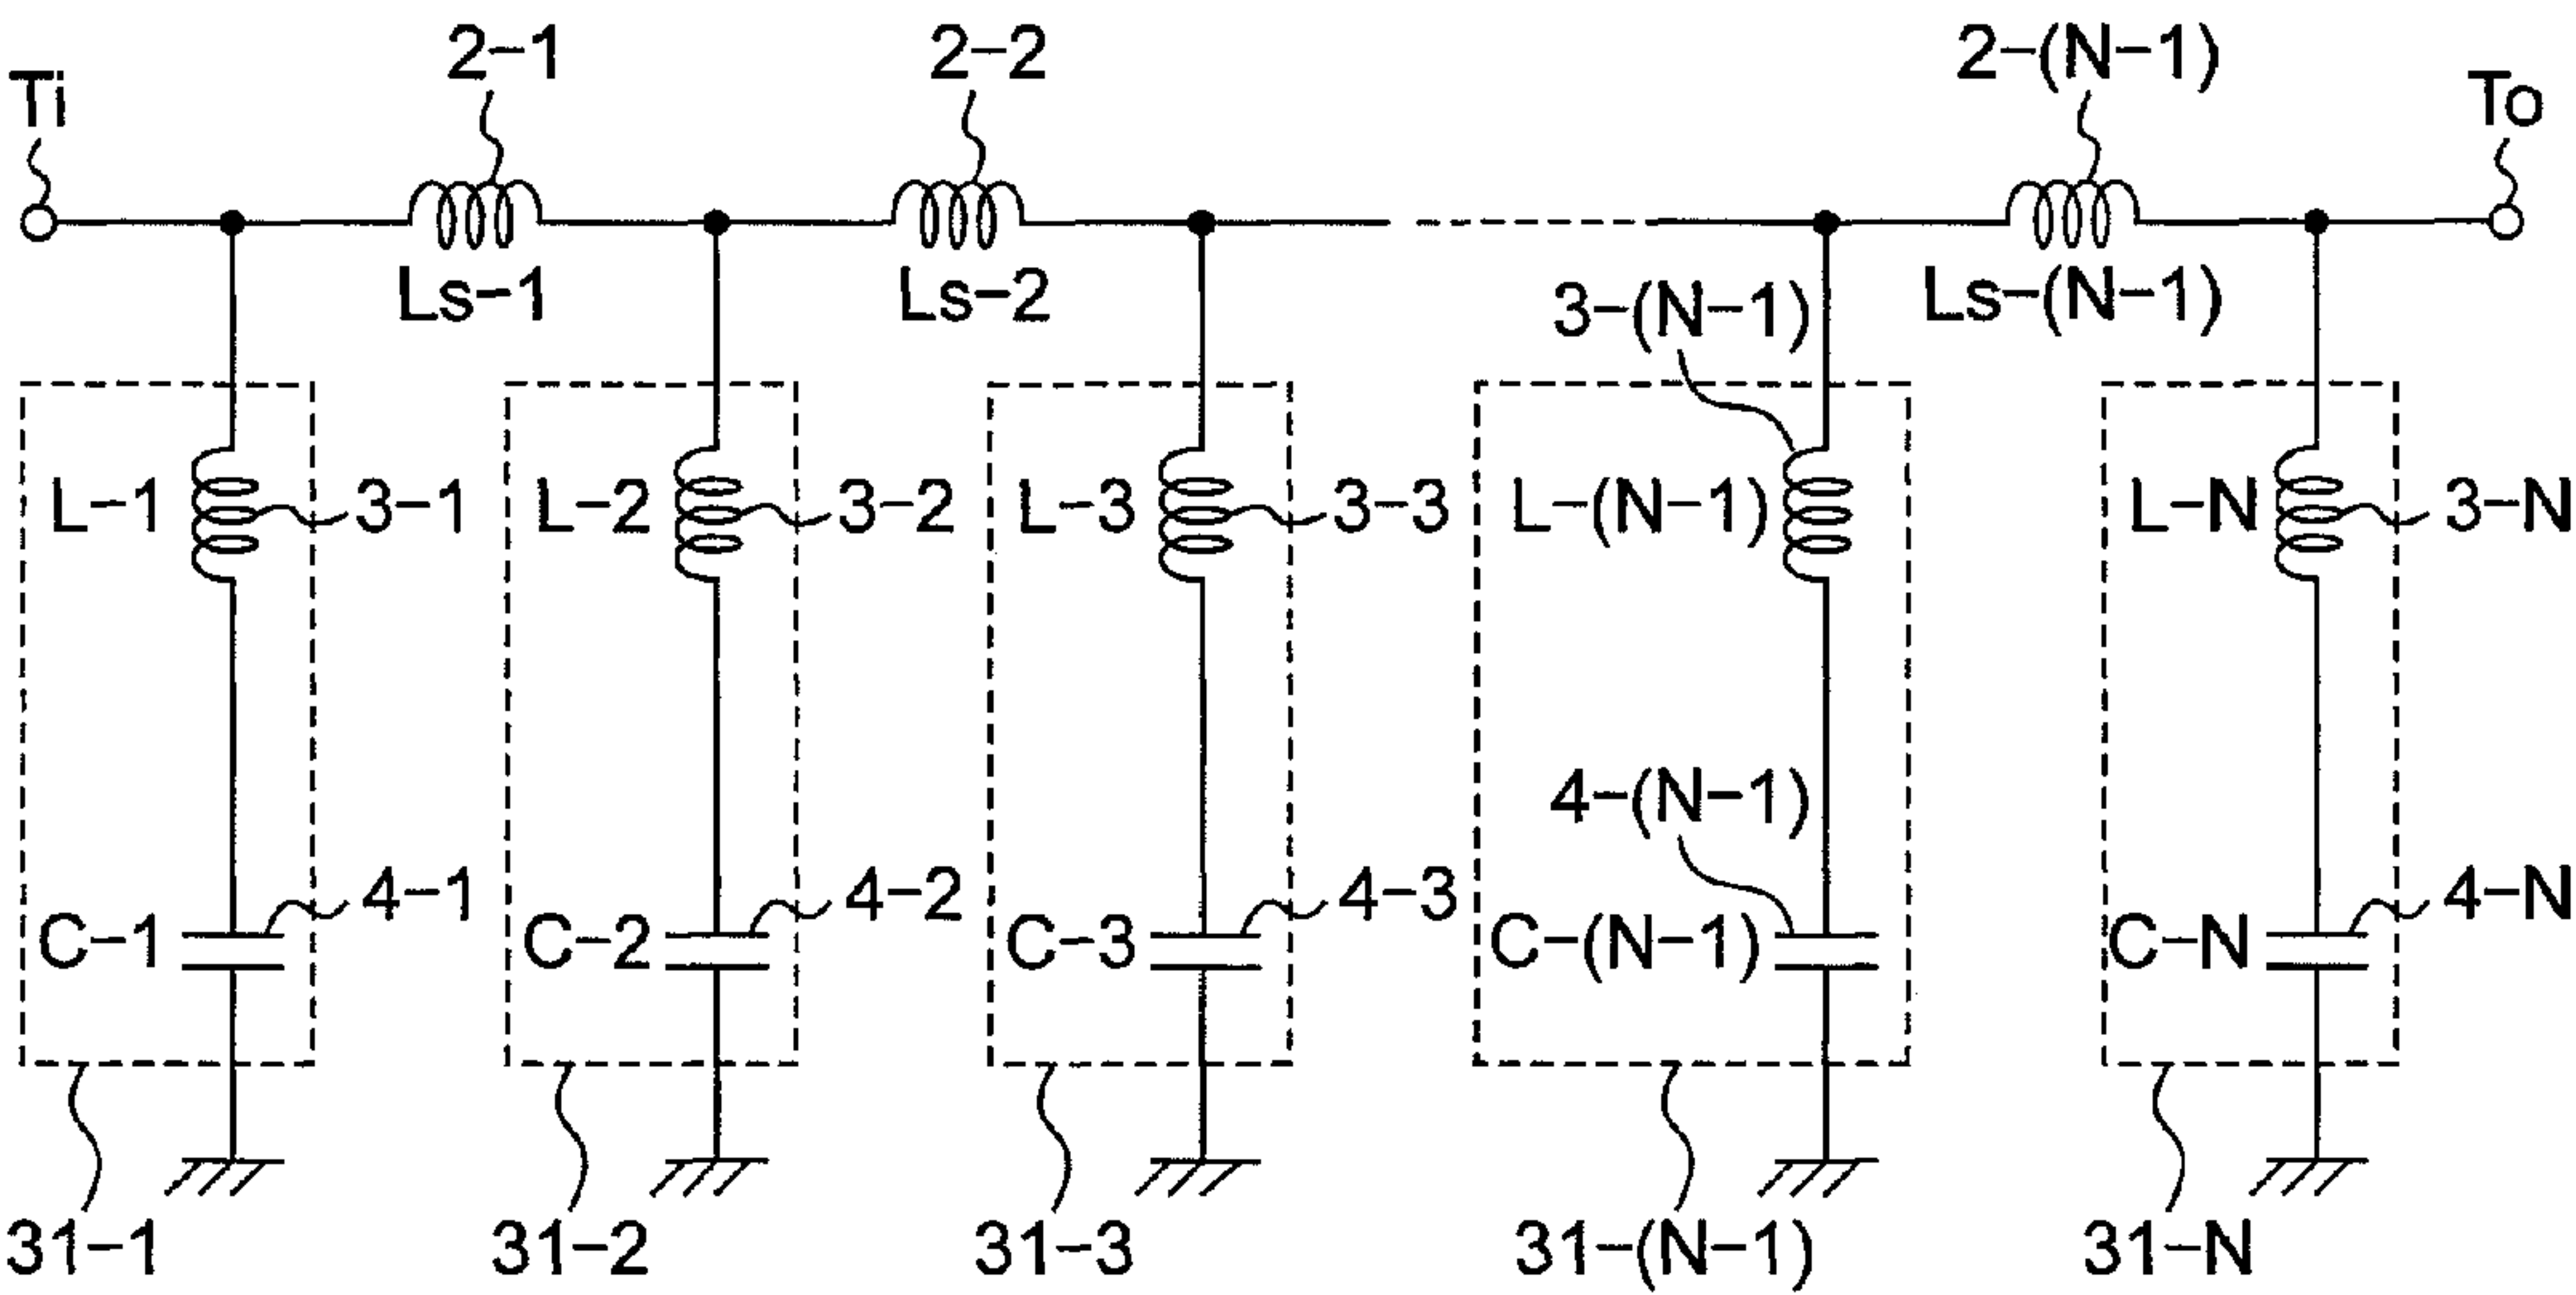 2-1 2-2 2-(N-1)
Ti To
Ls-1 Ls-2 Ls-(N-1)
3-(N-1)
L-1 3-1 L-2 3-2 L-3 3-3 L-(N-1) L-N 3-N
4-(N-1)
C-1 4-1 C-2 4-2 C-3 4-3 C-(N-1) C-N 4-N
31-1 31-2 31-3 31-(N-1) 31-N